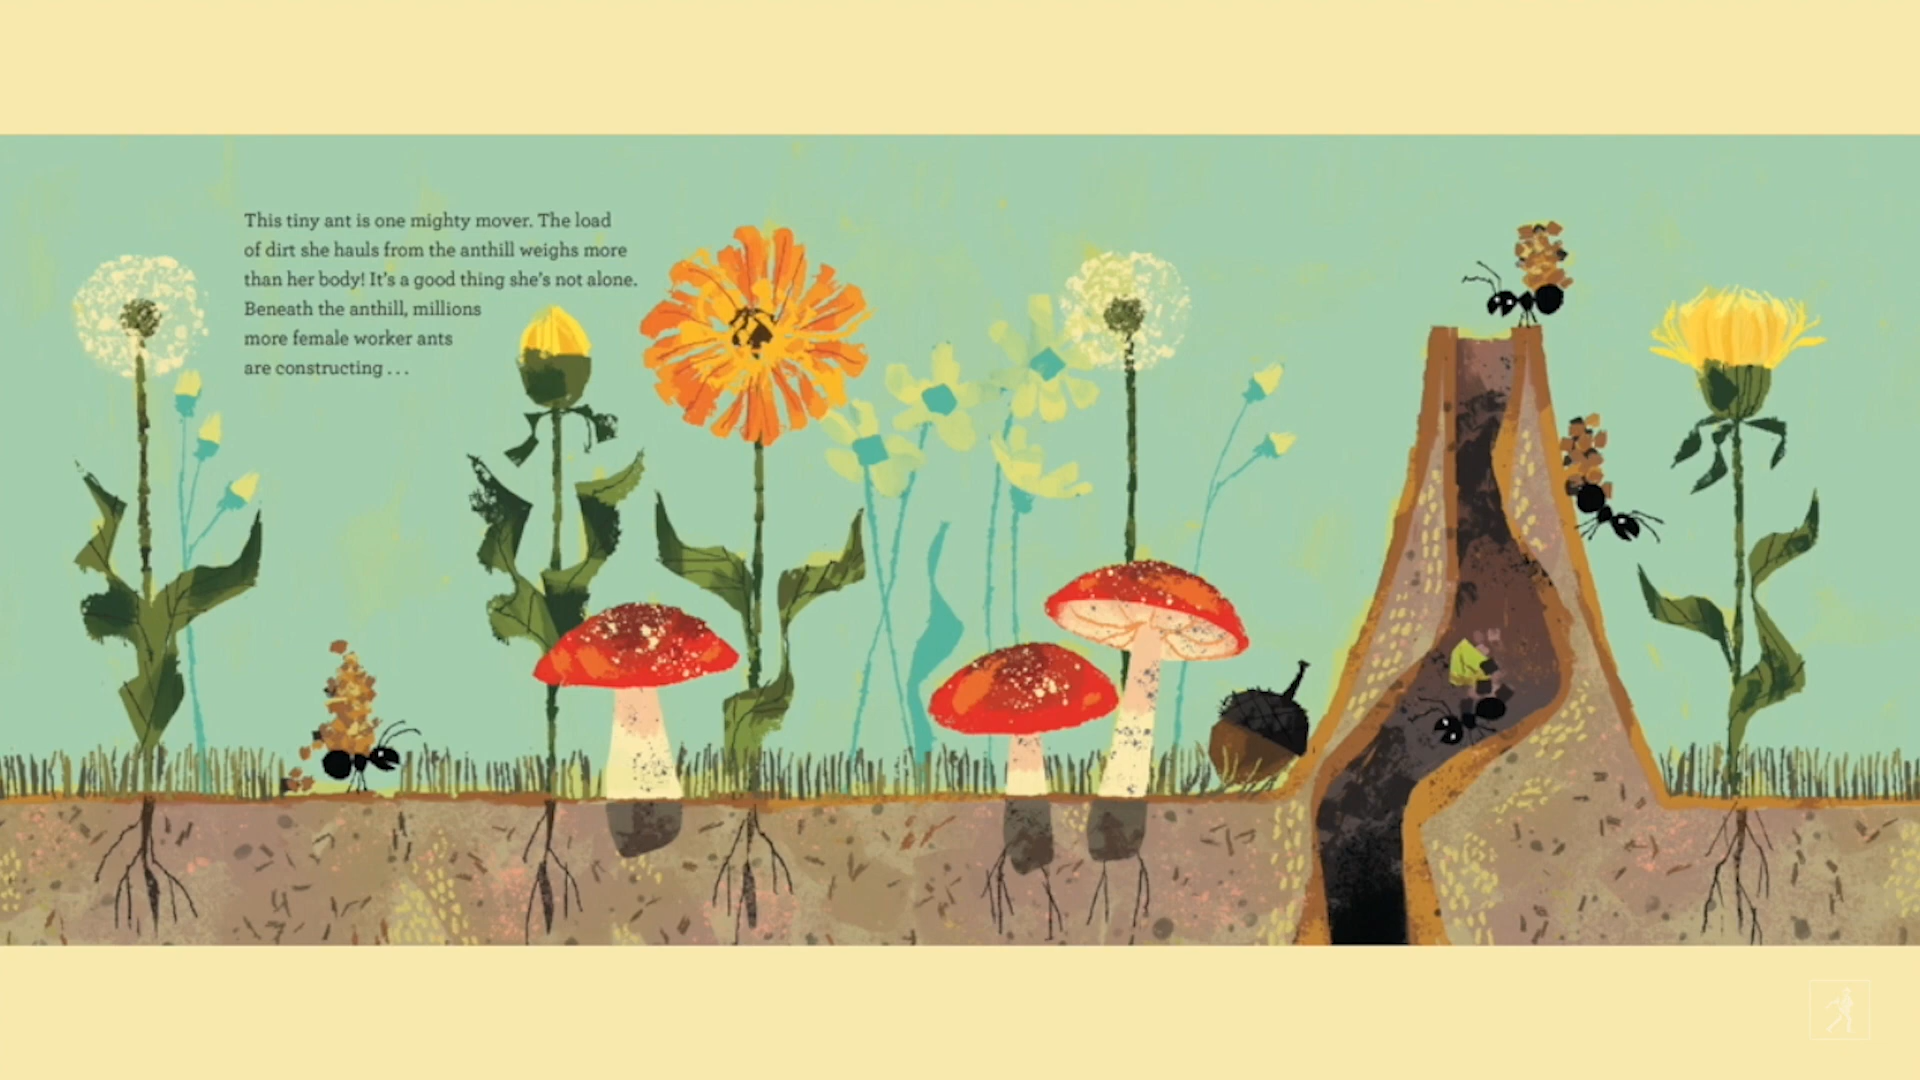 This tiny ant is one mighty mover. The load
of dirt she hauls from the anthill weighs more
than her body! It’s a good thing she’s not alone.
Beneath the anthill, millions
more female worker ants
are constructing . . .